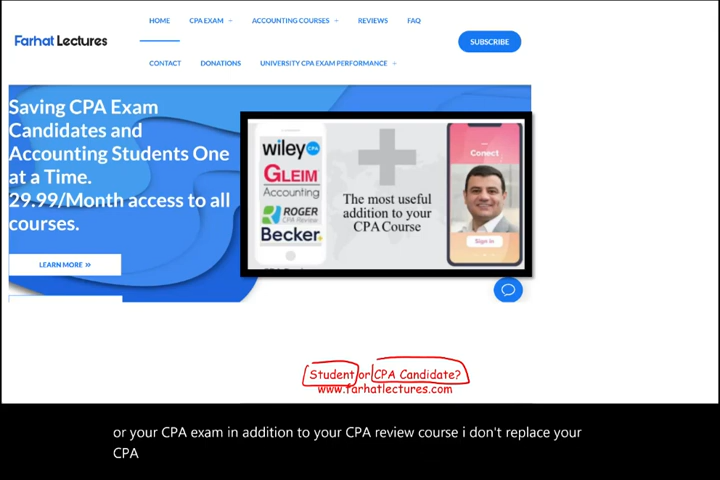 HOME CPA EXAM ACCOUNTING COURSES REVIEWS FAQ
Farhat Lectures
SUBSCRIBE
CONTACT DONATIONS UNIVERSITY CPA EXAM PERFORMANCE
Saving CPA Exam
Candidates and
Accounting Students One
at a Time.
29.99/Month access to all
courses.
LEARN MORE »
wiley CPA
GLEIM
Accounting
ROGER
CPA Review
Becker
The most useful
addition to your
CPA Course
Conect
Sign in
Student or CPA Candidate?
www.farhatlectures.com
or your CPA exam in addition to your CPA review course i don't replace your
CPA